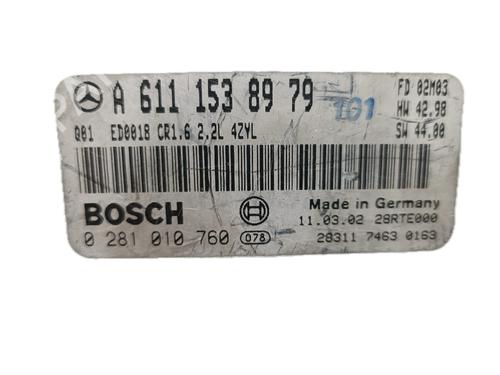 A 611 153 89 79
101
FD 02M03
HW 42.98
Q01 ED0018 CR1.6 2.2L 4ZYL
SW 44.00
BOSCH
Made in Germany
11.03.02 28RTE000
0 281 010 760 078
28311 7463 0163